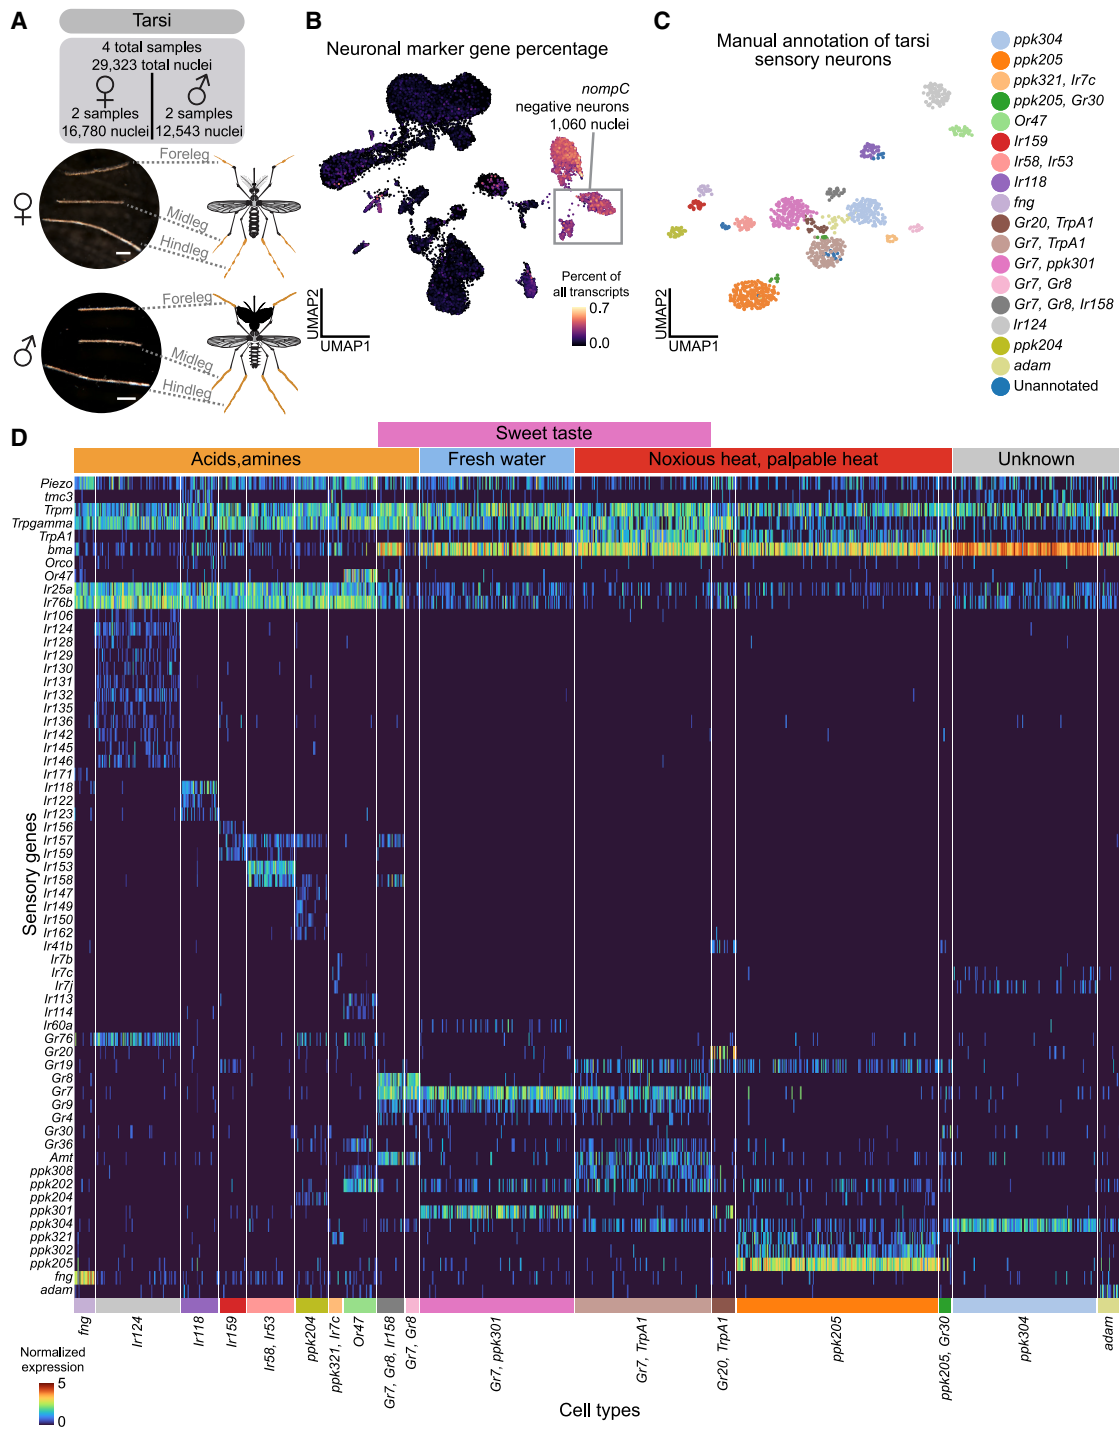 A
Tarsi
4 total samples
29,323 total nuclei
♀
♂
2 samples
2 samples
16,780 nuclei
12,543 nuclei
♀
Foreleg
Midleg
Hindleg
♂
Foreleg
Midleg
Hindleg
B
Neuronal marker gene percentage
nompC
negative neurons
1,060 nuclei
Percent of
all transcripts
0.7
0.0
UMAP2
UMAP1
C
Manual annotation of tarsi
sensory neurons
UMAP2
UMAP1
ppk304
ppk205
ppk321, Ir7c
ppk205, Gr30
Or47
Ir159
Ir58, Ir53
Ir118
fng
Gr20, TrpA1
Gr7, TrpA1
Gr7, ppk301
Gr7, Gr8
Gr7, Gr8, Ir158
Ir124
ppk204
adam
Unannotated
D
Sweet taste
Acids,amines
Fresh water
Noxious heat, palpable heat
Unknown
Sensory genes
Piezo
tmc3
Trpm
Trpgamma
TrpA1
bma
Orco
Or47
Ir25a
Ir76b
Ir106
Ir124
Ir128
Ir129
Ir130
Ir131
Ir132
Ir135
Ir136
Ir142
Ir145
Ir146
Ir171
Ir118
Ir122
Ir123
Ir156
Ir157
Ir159
Ir153
Ir158
Ir147
Ir149
Ir150
Ir162
Ir41b
Ir7b
Ir7c
Ir7j
Ir113
Ir114
Ir60a
Gr76
Gr20
Gr19
Gr8
Gr7
Gr9
Gr4
Gr30
Gr36
Amt
ppk308
ppk202
ppk204
ppk301
ppk304
ppk321
ppk302
ppk205
fng
adam
fng
Ir124
Ir118
Ir159
Ir58, Ir53
ppk204
ppk321, Ir7c
Or47
Gr7, Gr8, Ir158
Gr7, Gr8
Gr7, ppk301
Gr7, TrpA1
Gr20, TrpA1
ppk205
ppk205, Gr30
ppk304
adam
Cell types
Normalized
expression
5
0